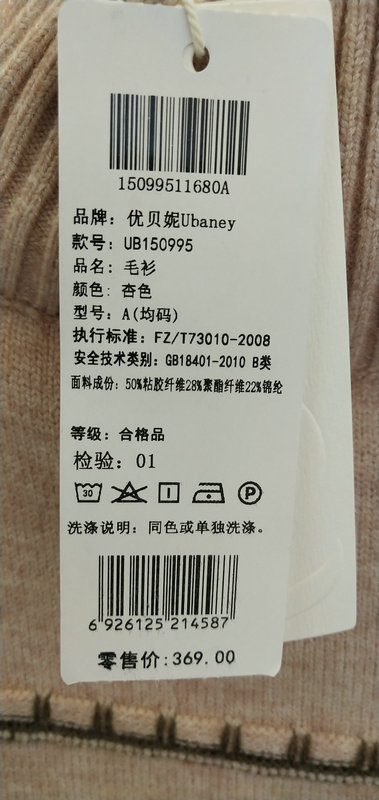 15099511680A
品牌：优贝妮Ubaney
款号：UB150995
品名：毛衫
颜色：杏色
型号：A(均码)
执行标准：FZ/T73010-2008
安全技术类别：GB18401-2010 B类
面料成份：50%粘胶纤维28%聚酯纤维22%锦纶
等级：合格品
检验：01
30 P
洗涤说明：同色或单独洗涤。
6 926125 214587
零售价:369.00